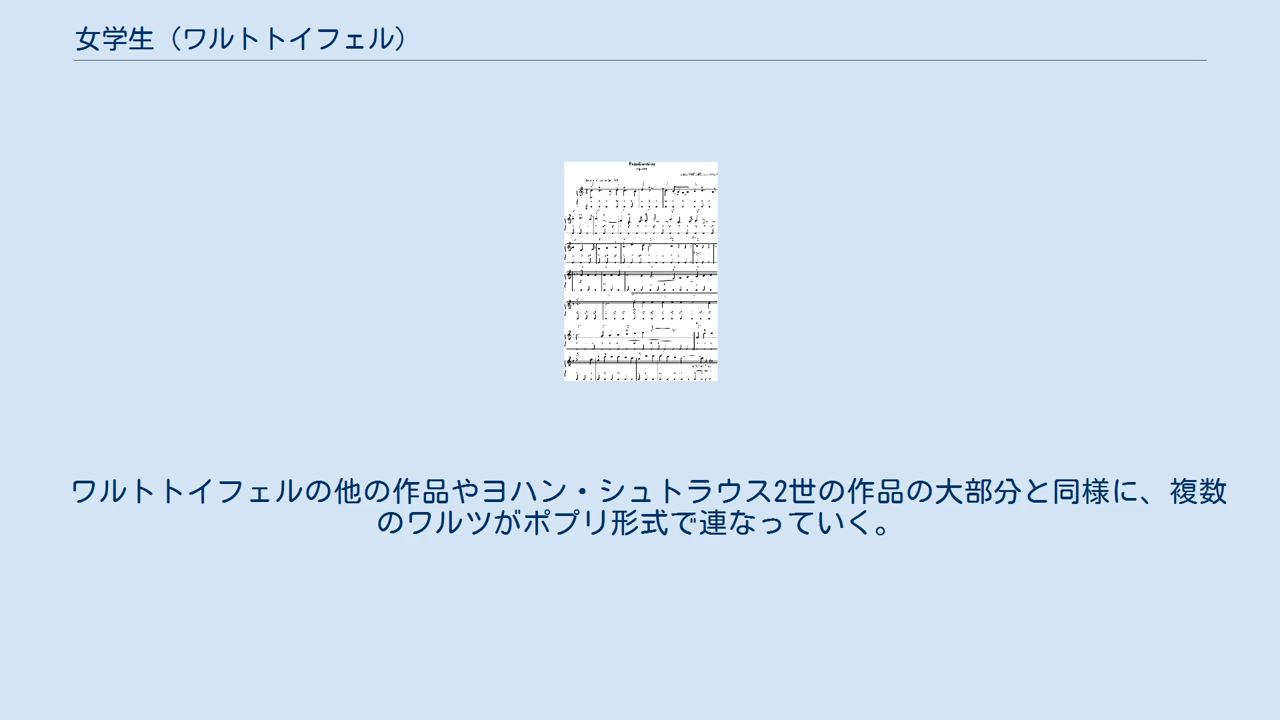 女学生（ワルトトイフェル）
ワルトトイフェルの他の作品やヨハン・シュトラウス2世の作品の大部分と同様に、複数
のワルツがポプリ形式で連なっていく。